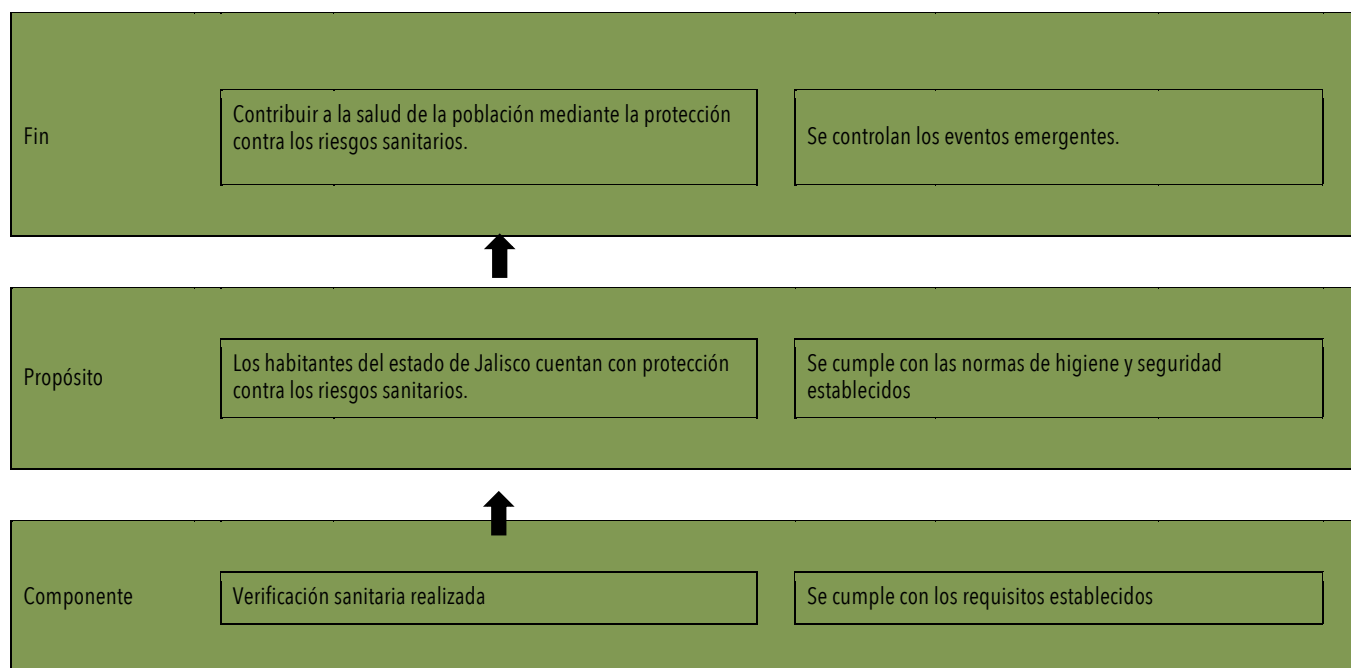 Fin
Contribuir a la salud de la población mediante la protección
contra los riesgos sanitarios.
Se controlan los eventos emergentes.
Propósito
Los habitantes del estado de Jalisco cuentan con protección
contra los riesgos sanitarios.
Se cumple con las normas de higiene y seguridad
establecidos
Componente
Verificación sanitaria realizada
Se cumple con los requisitos establecidos